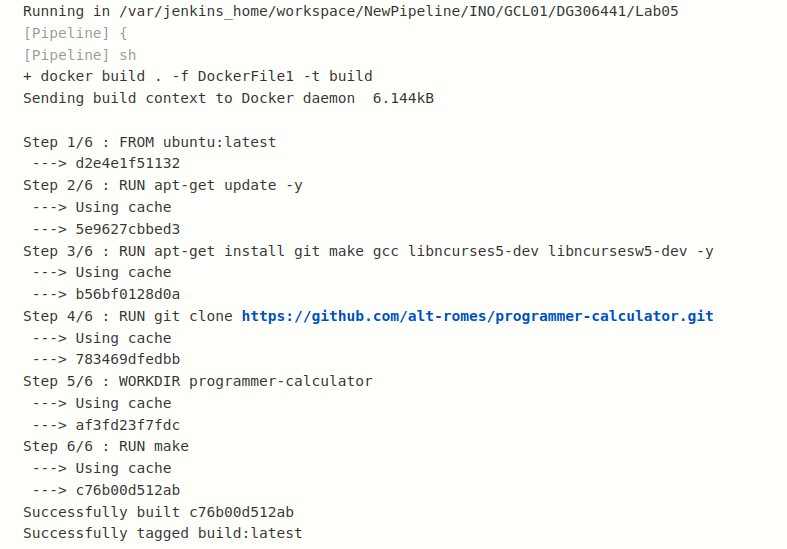 Running in /var/jenkins_home/workspace/NewPipeline/INO/GCL01/DG306441/Lab05
[Pipeline] {
[Pipeline] sh
+ docker build . -f DockerFile1 -t build
Sending build context to Docker daemon  6.144kB
Step 1/6 : FROM ubuntu:latest
 ---> d2e4e1f51132
Step 2/6 : RUN apt-get update -y
 ---> Using cache
 ---> 5e9627cbbed3
Step 3/6 : RUN apt-get install git make gcc libncurses5-dev libncursesw5-dev -y
 ---> Using cache
 ---> b56bf0128d0a
Step 4/6 : RUN git clone https://github.com/alt-romes/programmer-calculator.git
 ---> Using cache
 ---> 783469dfedbb
Step 5/6 : WORKDIR programmer-calculator
 ---> Using cache
 ---> af3fd23f7fdc
Step 6/6 : RUN make
 ---> Using cache
 ---> c76b00d512ab
Successfully built c76b00d512ab
Successfully tagged build:latest